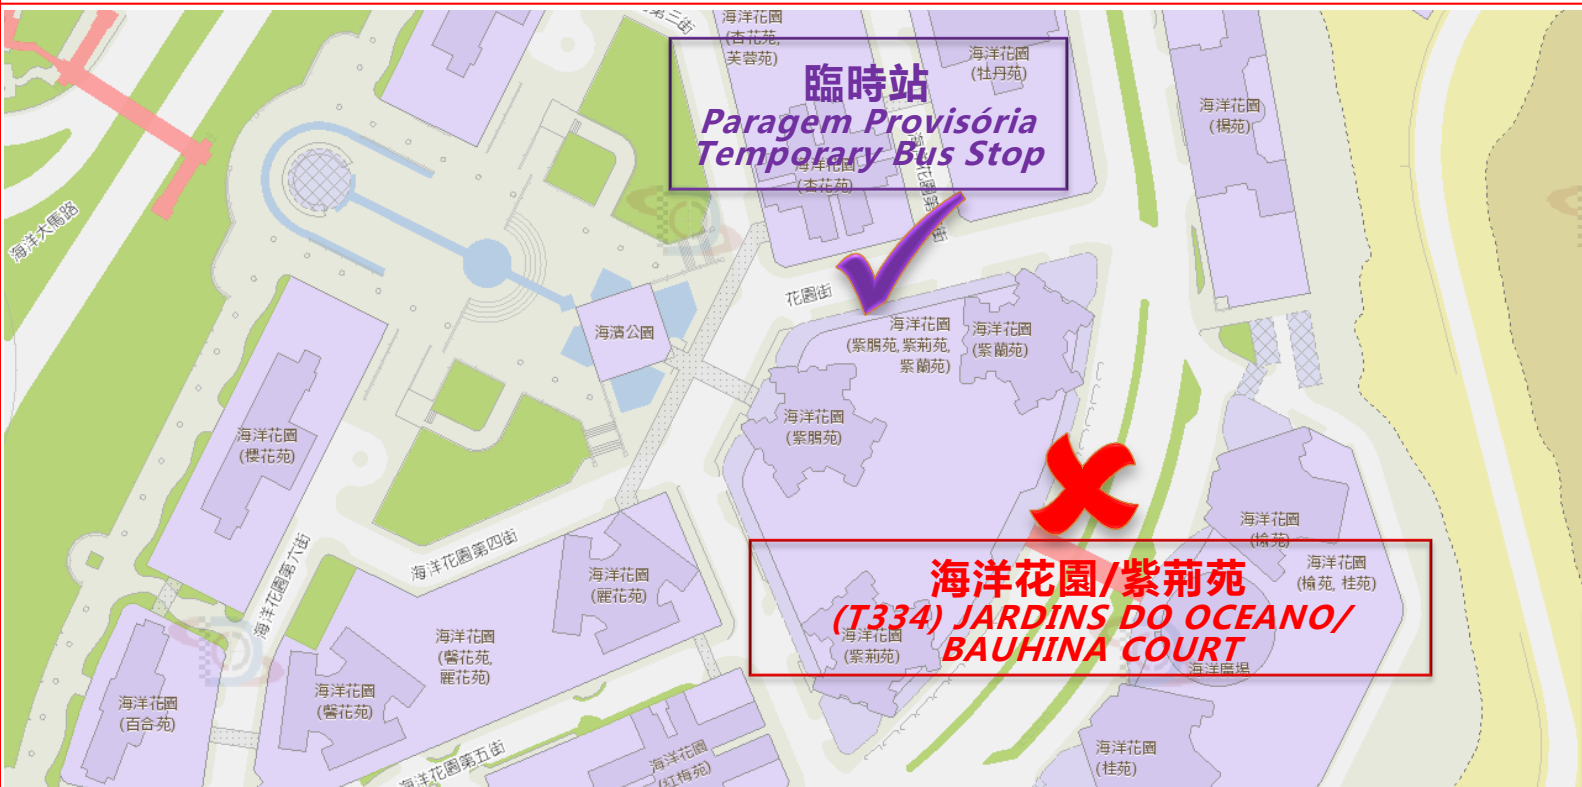 海洋花園
(杏花苑,
芙蓉苑)
海洋花園
(牡丹苑)
臨時站
Paragem Provisória
Temporary Bus Stop
海洋花園
(杏花苑)
海洋花園
(楊苑)
海洋大馬路
花園街
海濱公園
海洋花園
(紫鵑苑, 紫荊苑,
紫蘭苑)
海洋花園
(紫蘭苑)
海洋花園
(紫鵑苑)
海洋花園
(櫻花苑)
海洋花園第四街
海洋花園第六街
海洋花園
(榆苑)
海洋花園
(榆苑, 桂苑)
海洋花園/紫荊苑
(T334) JARDINS DO OCEANO/
BAUHINA COURT
海洋花園
(紫荊苑)
海洋廣場
海洋花園
(麗花苑)
海洋花園
(馨花苑,
麗花苑)
海洋花園
(馨花苑)
海洋花園
(百合苑)
海洋花園第五街
海洋花園
(紅梅苑)
海洋花園
(桂苑)